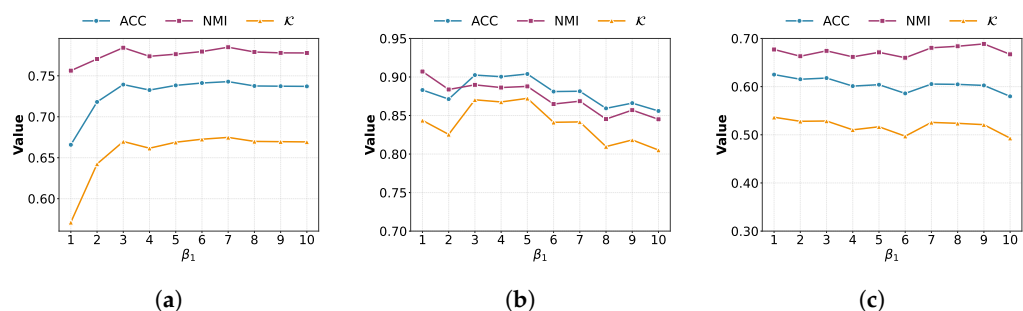 ACC NMI 𝒦
0.75
0.70
0.65
0.60
Value
1 2 3 4 5 6 7 8 9 10
β₁
(a)
ACC NMI 𝒦
0.95
0.90
0.85
0.80
0.75
0.70
Value
1 2 3 4 5 6 7 8 9 10
β₁
(b)
ACC NMI 𝒦
0.70
0.60
0.50
0.40
0.30
Value
1 2 3 4 5 6 7 8 9 10
β₁
(c)